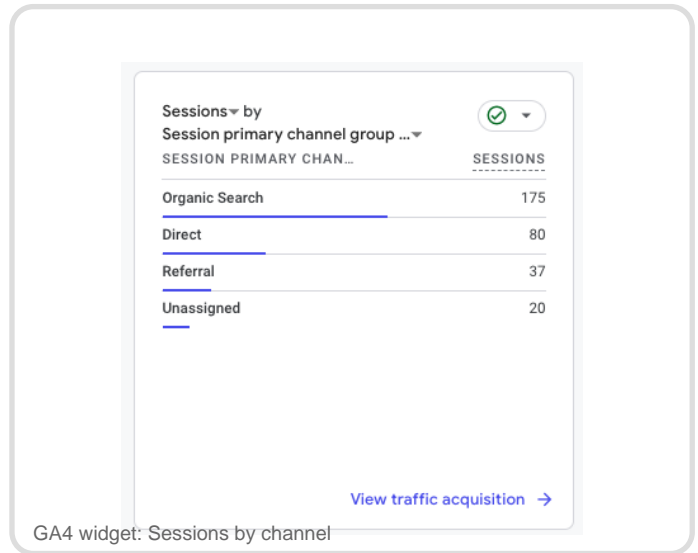 Sessions by
Session primary channel group ...
SESSION PRIMARY CHAN... SESSIONS
Organic Search 175
Direct 80
Referral 37
Unassigned 20
View traffic acquisition →
GA4 widget: Sessions by channel